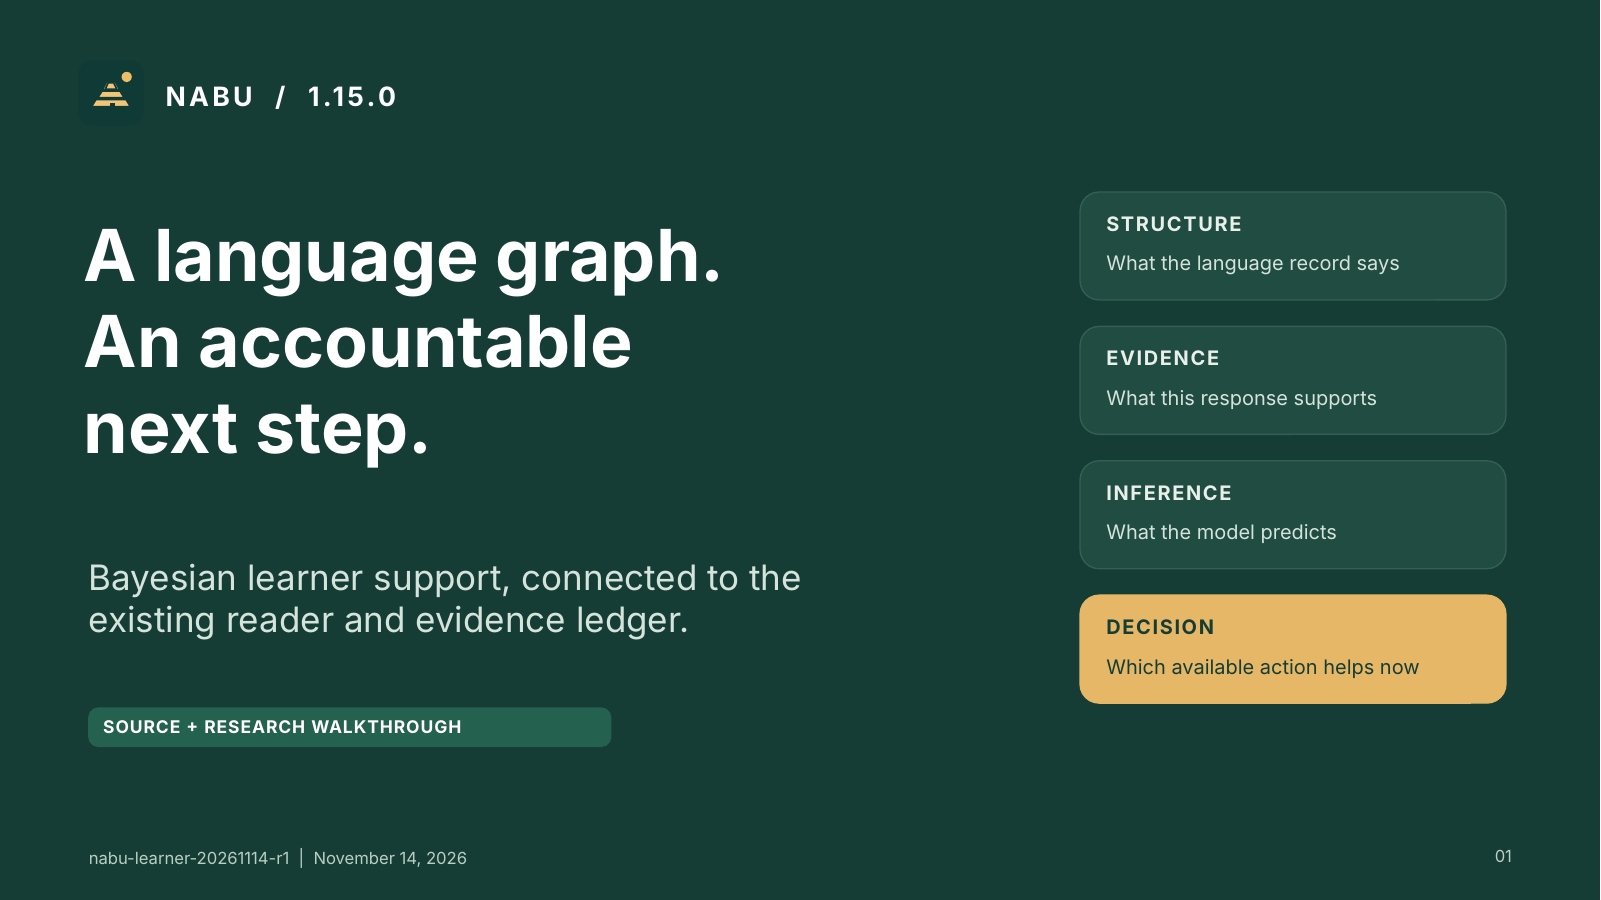 NABU / 1.15.0
A language graph.
An accountable
next step.
Bayesian learner support, connected to the
existing reader and evidence ledger.
SOURCE + RESEARCH WALKTHROUGH
STRUCTURE
What the language record says
EVIDENCE
What this response supports
INFERENCE
What the model predicts
DECISION
Which available action helps now
nabu-learner-20261114-r1 | November 14, 2026
01